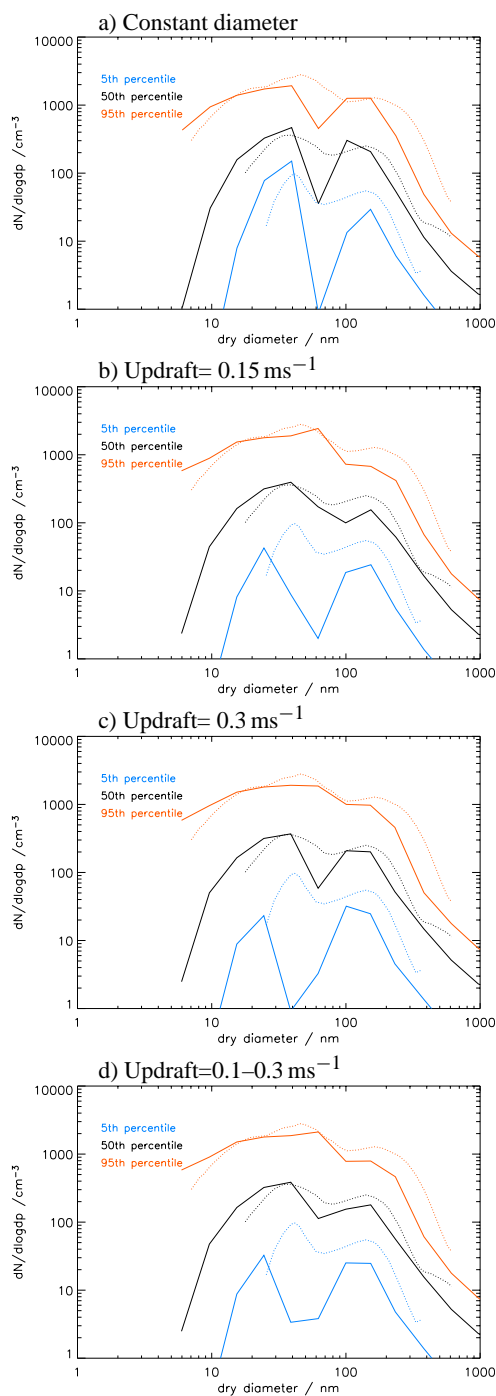 a) Constant diameter
10000
1000
100
10
1
5th percentile
50th percentile
95th percentile
dN/dlogdp /cm⁻³
1
10
100
1000
dry diameter / nm
b) Updraft= 0.15 ms⁻¹
10000
1000
100
10
1
5th percentile
50th percentile
95th percentile
dN/dlogdp /cm⁻³
1
10
100
1000
dry diameter / nm
c) Updraft= 0.3 ms⁻¹
10000
1000
100
10
1
5th percentile
50th percentile
95th percentile
dN/dlogdp /cm⁻³
1
10
100
1000
dry diameter / nm
d) Updraft=0.1–0.3 ms⁻¹
10000
1000
100
10
1
5th percentile
50th percentile
95th percentile
dN/dlogdp /cm⁻³
1
10
100
1000
dry diameter / nm